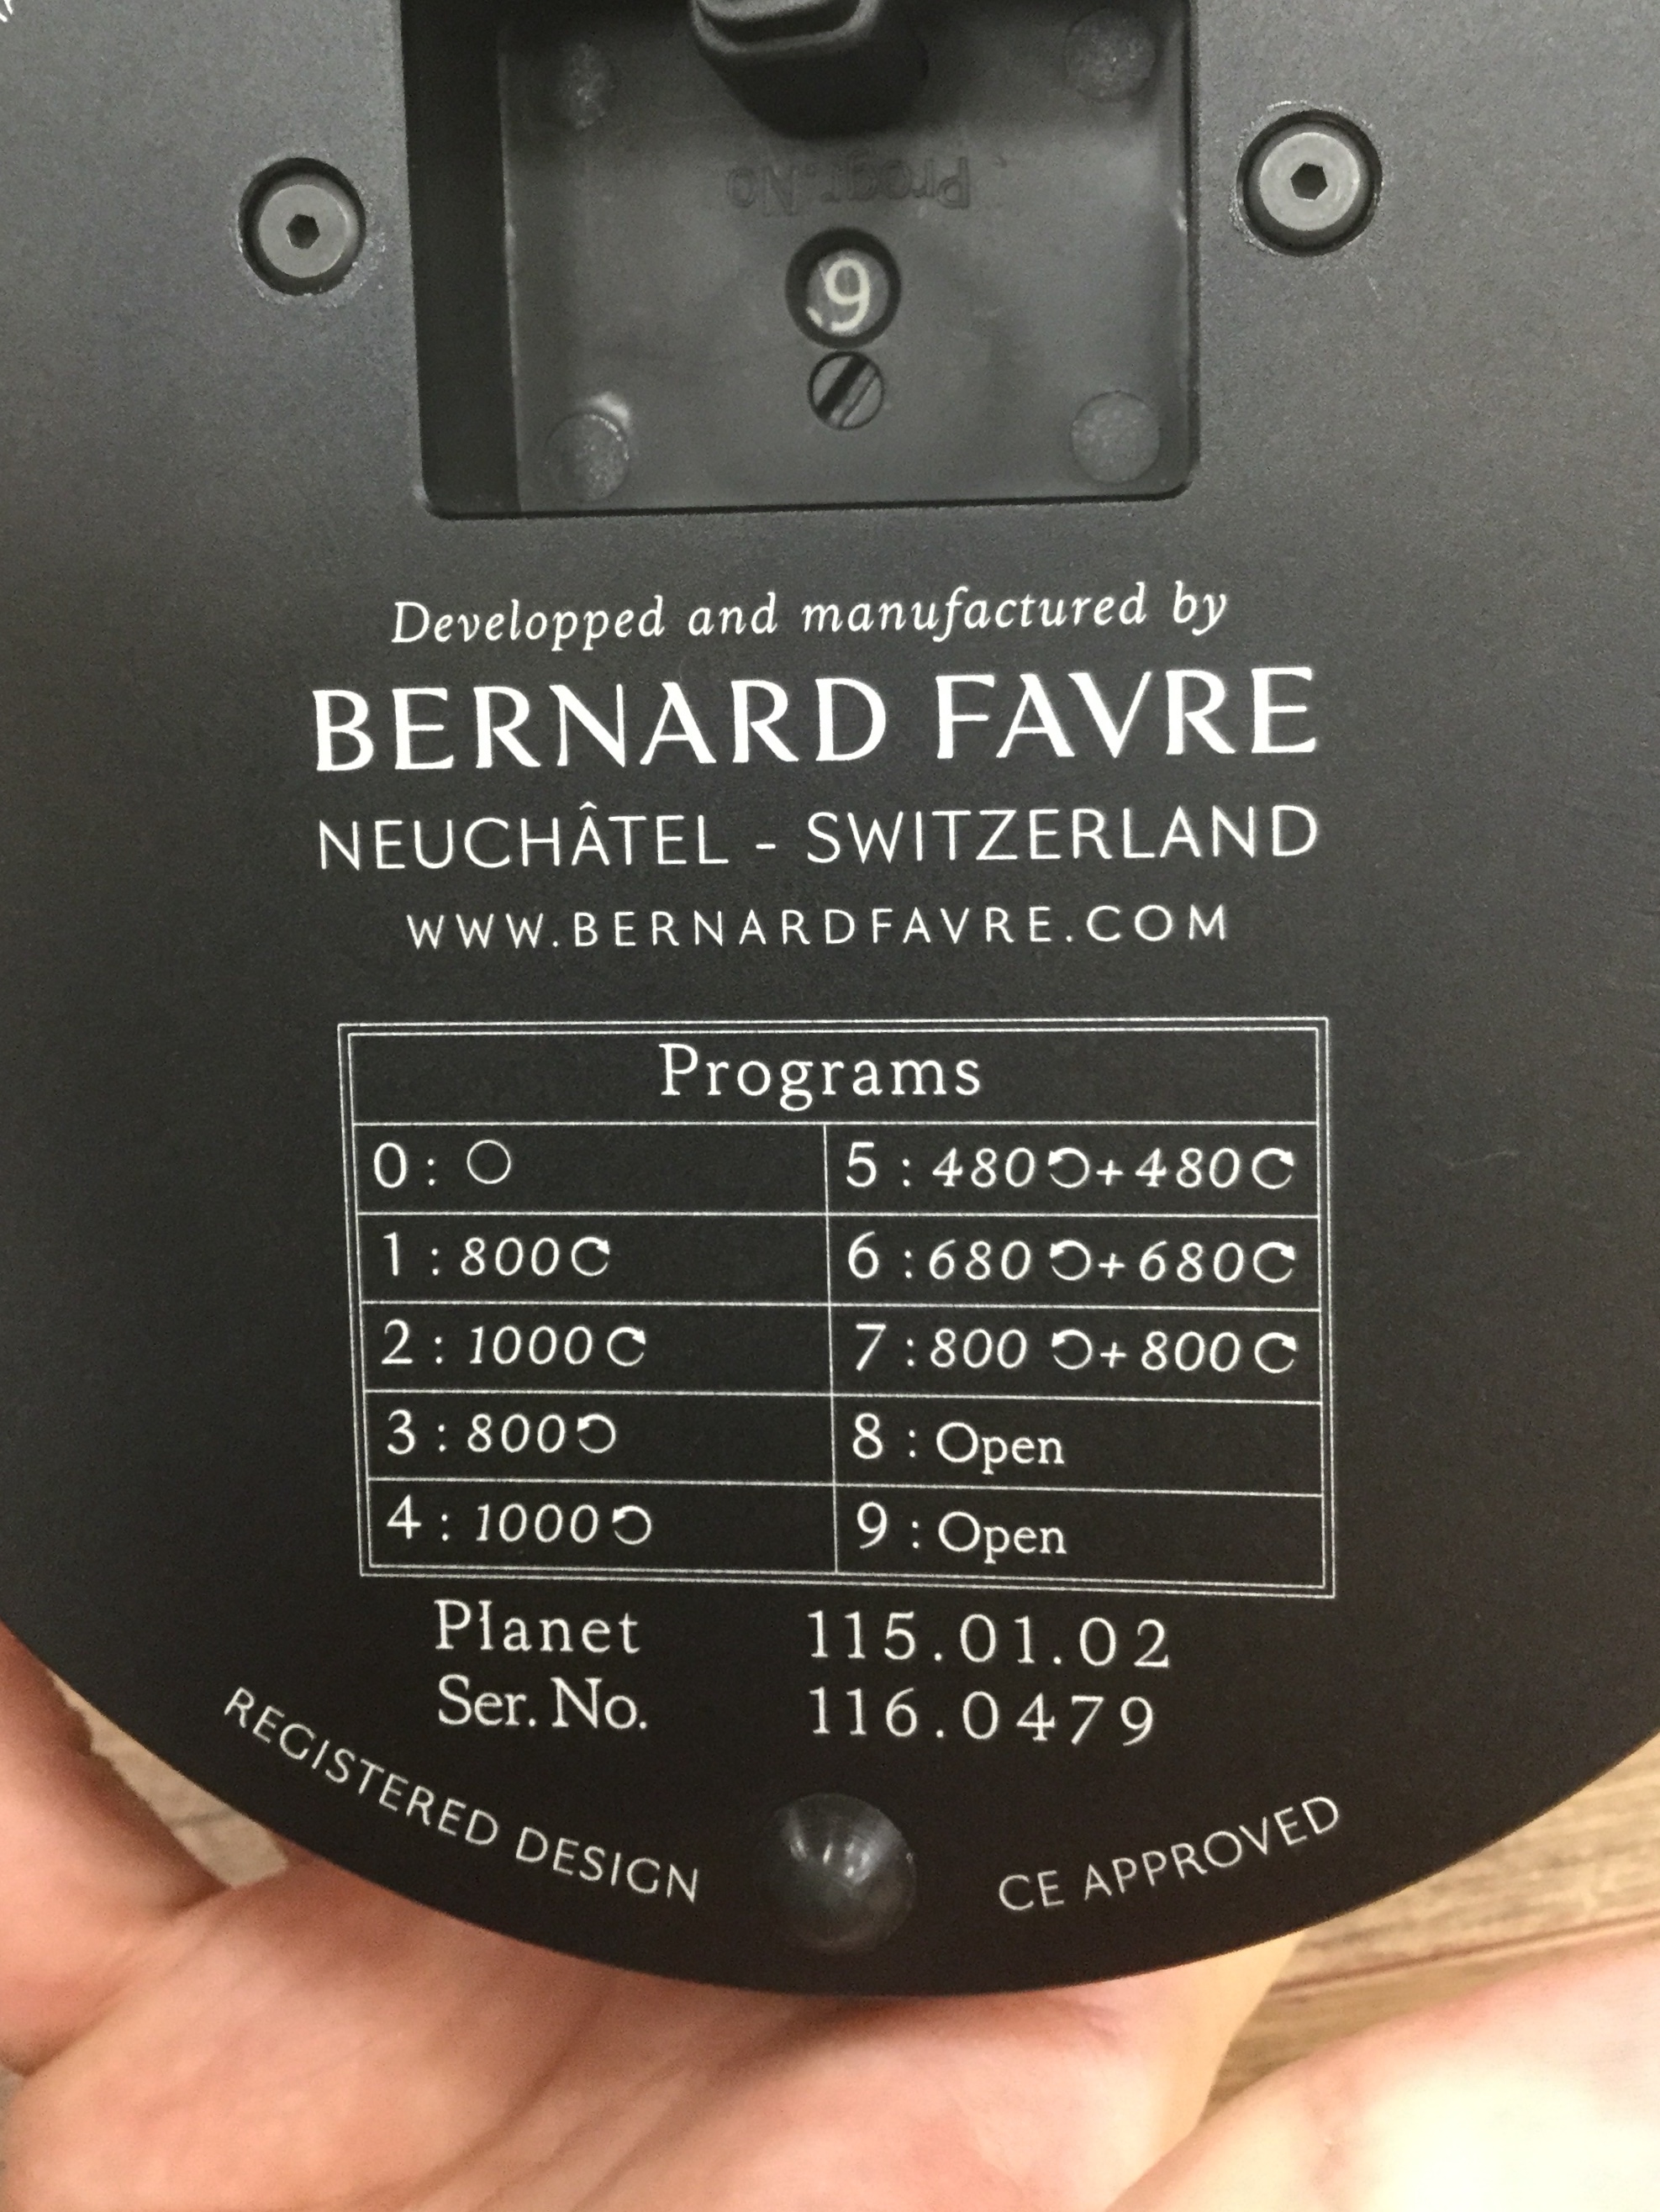 Progr.No
9
Developped and manufactured by
BERNARD FAVRE
NEUCHÂTEL - SWITZERLAND
WWW.BERNARDFAVRE.COM
Programs
0 : ○
5 : 480↺+480↻
1 : 800↻
6 : 680↺+680↻
2 : 1000↻
7 : 800↺+800↻
3 : 800↺
8 : Open
4 : 1000↺
9 : Open
Planet 115.01.02
Ser. No. 116.0479
REGISTERED DESIGN
CE APPROVED